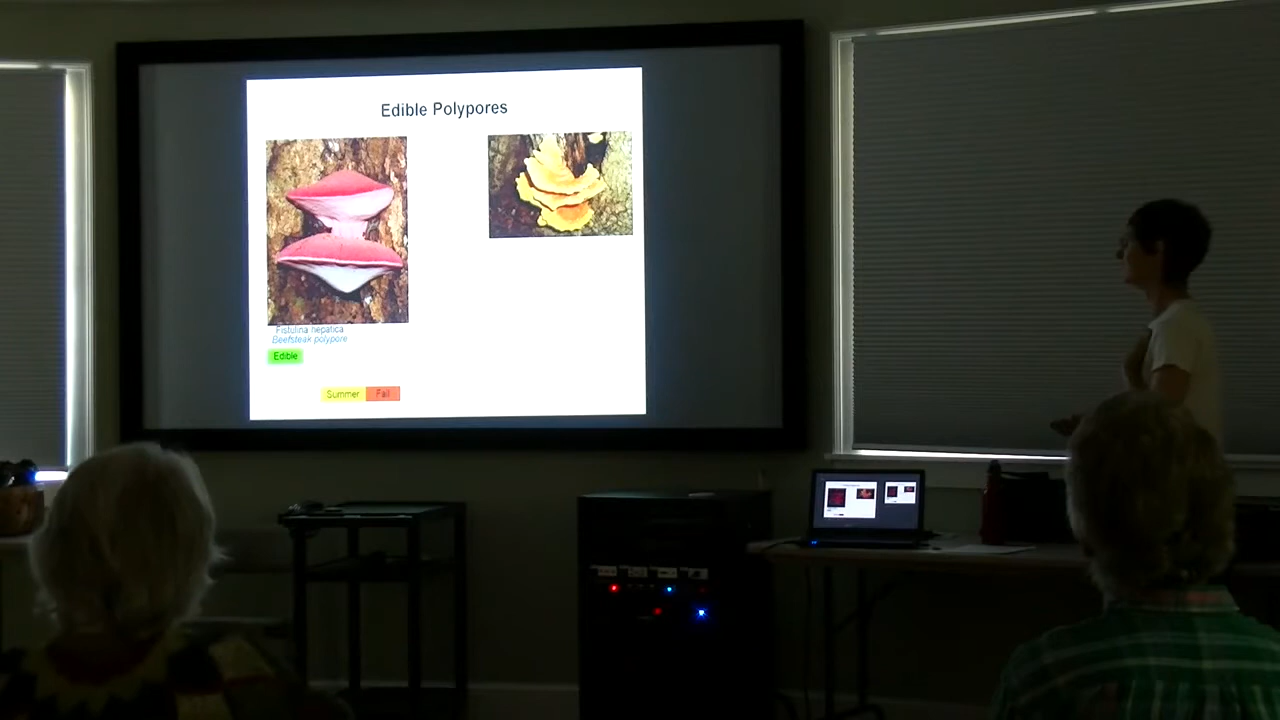 Edible Polypores
Fistulina hepatica
Beefsteak polypore
Edible
Summer Fall